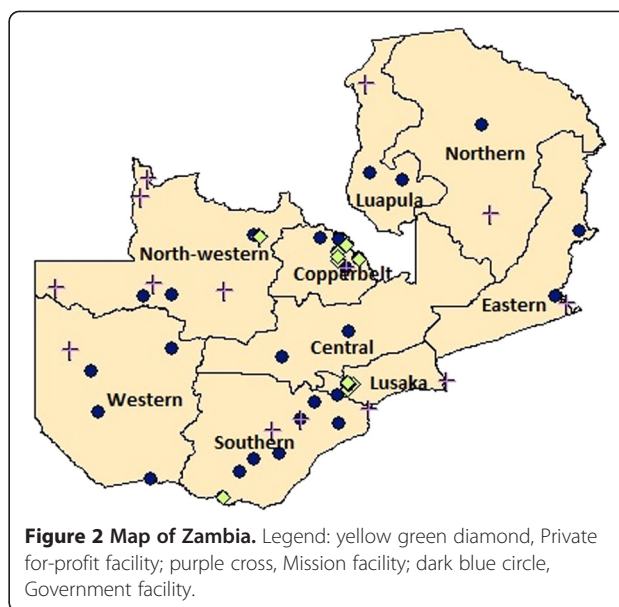 Northern
Luapula
North-western
Copperbelt
Eastern
Central
Lusaka
Western
Southern
Figure 2 Map of Zambia. Legend: yellow green diamond, Private
for-profit facility; purple cross, Mission facility; dark blue circle,
Government facility.